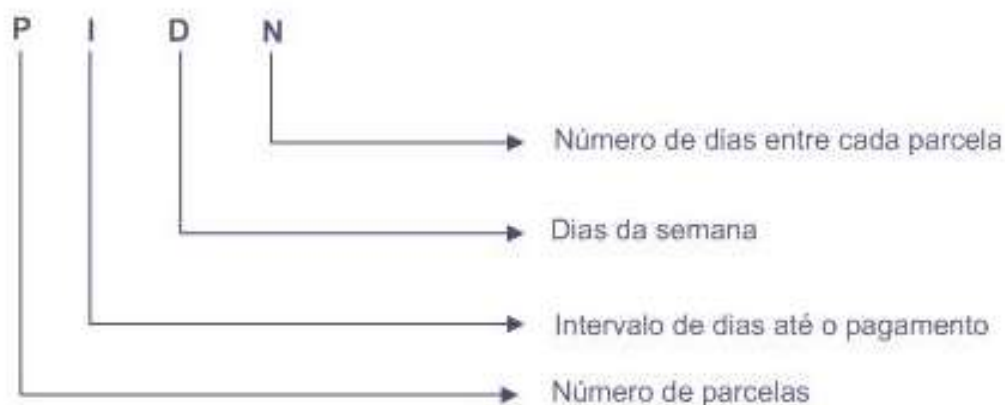 P I D N
Número de dias entre cada parcela
Dias da semana
Intervalo de dias até o pagamento
Número de parcelas